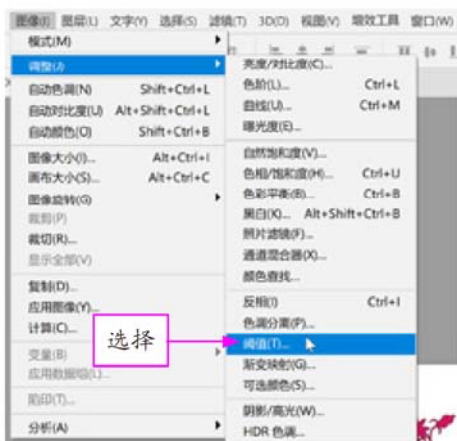 图像(I) 图层(L) 文字(Y) 选择(S) 滤镜(T) 3D(D) 视图(V) 增效工具 窗口(W)
模式(M)
调整(J)
自动色调(N) Shift+Ctrl+L
自动对比度(U) Alt+Shift+Ctrl+L
自动颜色(O) Shift+Ctrl+B
图像大小(I)... Alt+Ctrl+I
画布大小(S)... Alt+Ctrl+C
图像旋转(G)
裁剪(P)
裁切(R)...
显示全部(V)
复制(D)...
应用图像(Y)...
计算(C)...
变量(B)
应用数据组(L)...
陷印(T)...
分析(A)
亮度/对比度(C)...
色阶(L)... Ctrl+L
曲线(U)... Ctrl+M
曝光度(E)...
自然饱和度(V)...
色相/饱和度(H)... Ctrl+U
色彩平衡(B)... Ctrl+B
黑白(K)... Alt+Shift+Ctrl+B
照片滤镜(F)...
通道混合器(X)...
颜色查找...
反相(I) Ctrl+I
色调分离(P)...
阈值(T)...
渐变映射(G)...
可选颜色(S)...
阴影/高光(W)...
HDR 色调...
选择